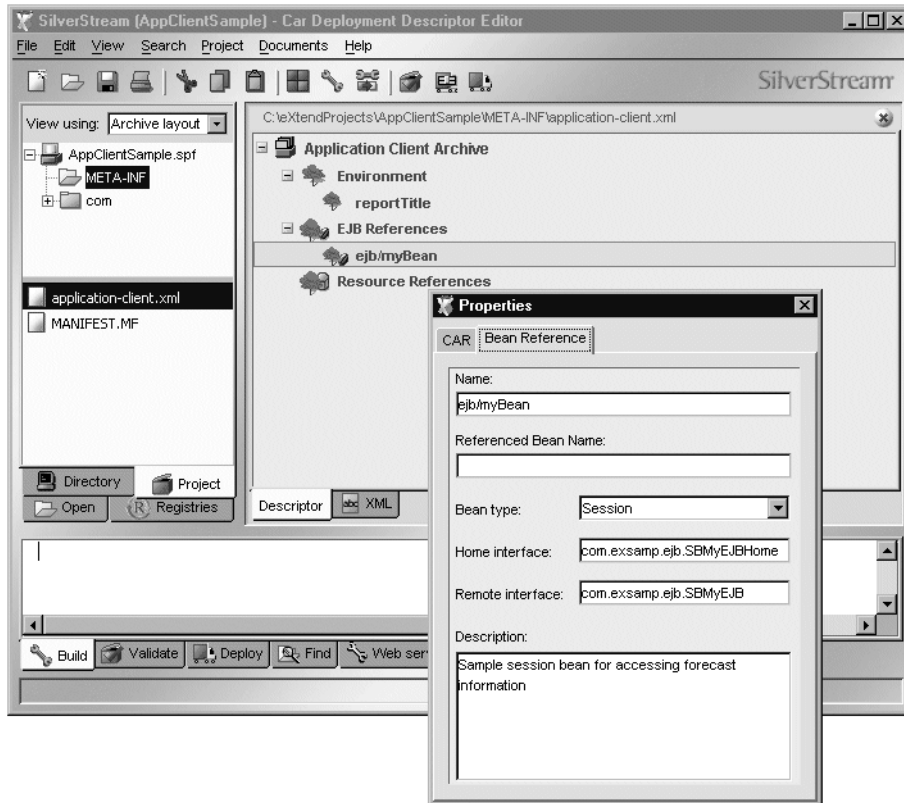 SilverStream (AppClientSample) - Car Deployment Descriptor Editor
File Edit View Search Project Documents Help
SilverStream
View using: Archive layout
AppClientSample.spf
META-INF
com
application-client.xml
MANIFEST.MF
Directory Project
Open Registries
C:\eXtendProjects\AppClientSample\META-INF\application-client.xml
Application Client Archive
Environment
reportTitle
EJB References
ejb/myBean
Resource References
Descriptor abc XML
Build Validate Deploy Find Web ser
Properties
CAR Bean Reference
Name:
ejb/myBean
Referenced Bean Name:
Bean type: Session
Home interface: com.exsamp.ejb.SBMyEJBHome
Remote interface: com.exsamp.ejb.SBMyEJB
Description:
Sample session bean for accessing forecast
information